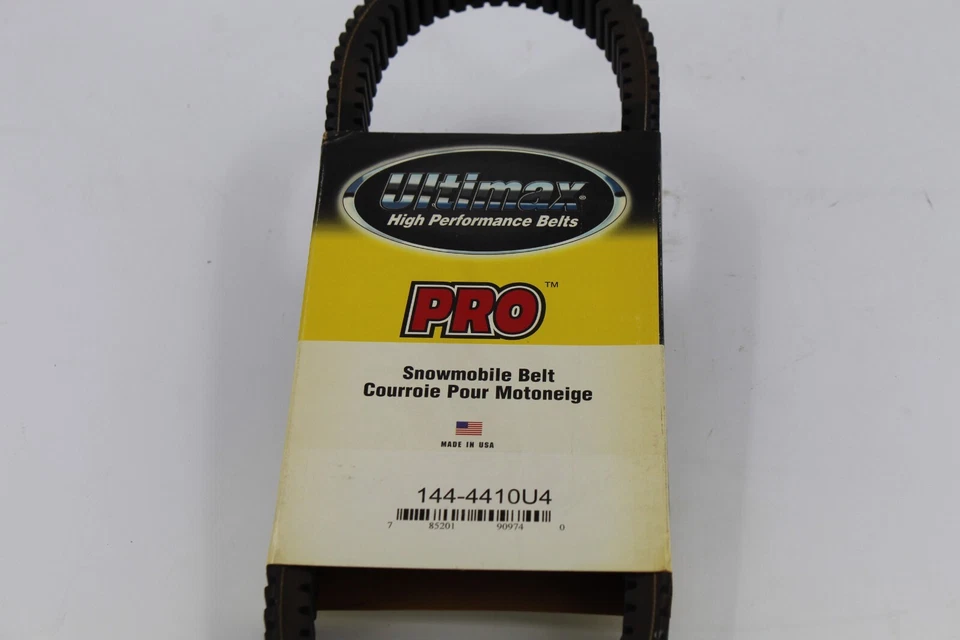 Ultimax
High Performance Belts
PRO™
Snowmobile Belt
Courroie Pour Motoneige
MADE IN USA
144-4410U4
7 85201 90974 0